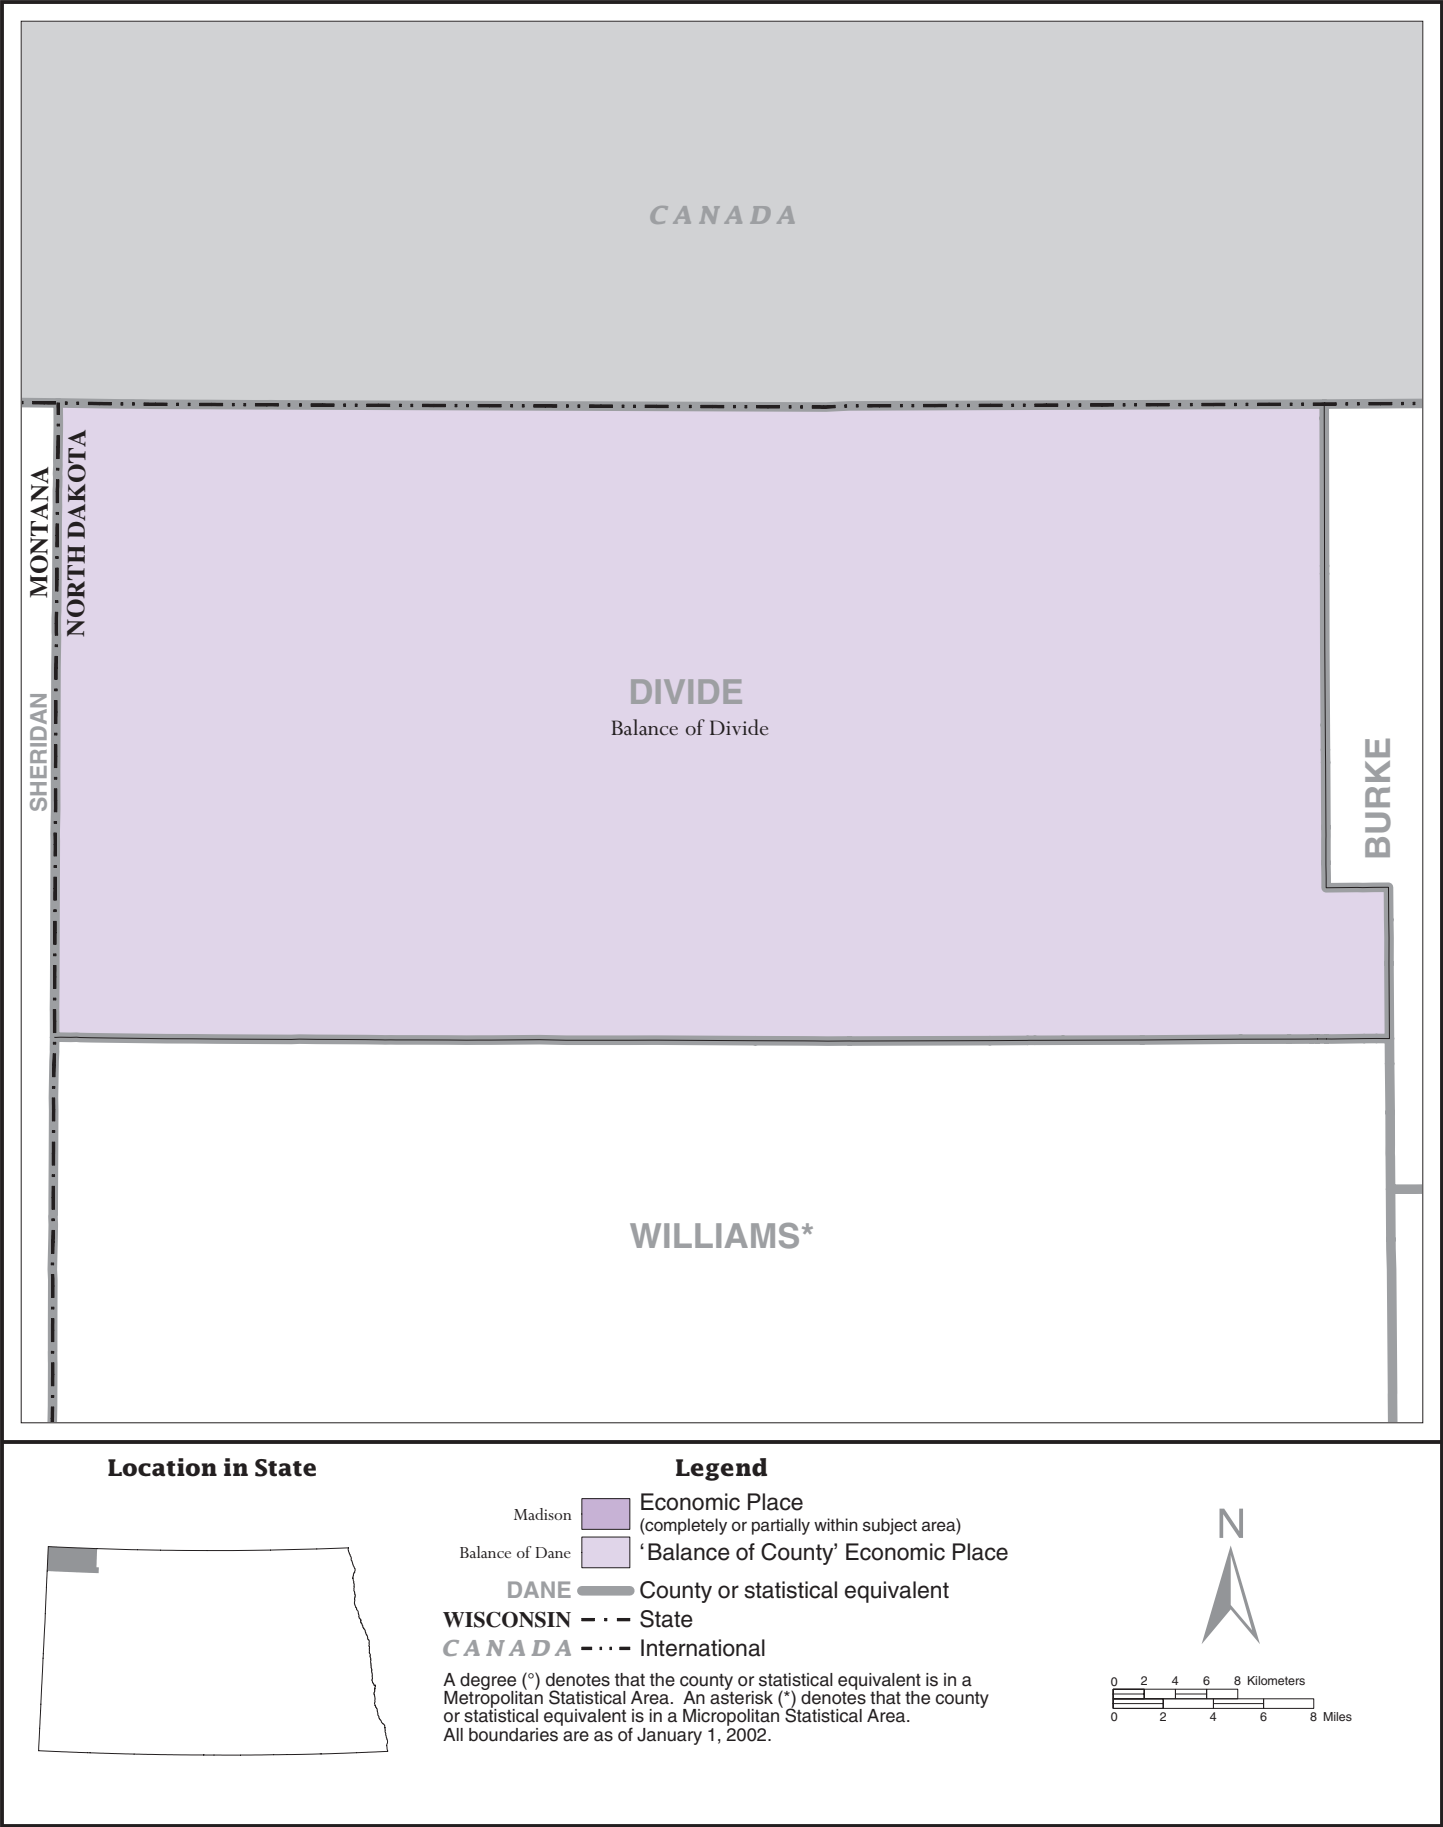 CANADA
MONTANA
NORTH DAKOTA
SHERIDAN
DIVIDE
Balance of Divide
BURKE
WILLIAMS*
Location in State
Legend
Madison
Economic Place
(completely or partially within subject area)
Balance of Dane
‘Balance of County’ Economic Place
DANE
County or statistical equivalent
WISCONSIN
State
CANADA
International
A degree (°) denotes that the county or statistical equivalent is in a
Metropolitan Statistical Area. An asterisk (*) denotes that the county
or statistical equivalent is in a Micropolitan Statistical Area.
All boundaries are as of January 1, 2002.
N
0 2 4 6 8 Kilometers
0 2 4 6 8 Miles